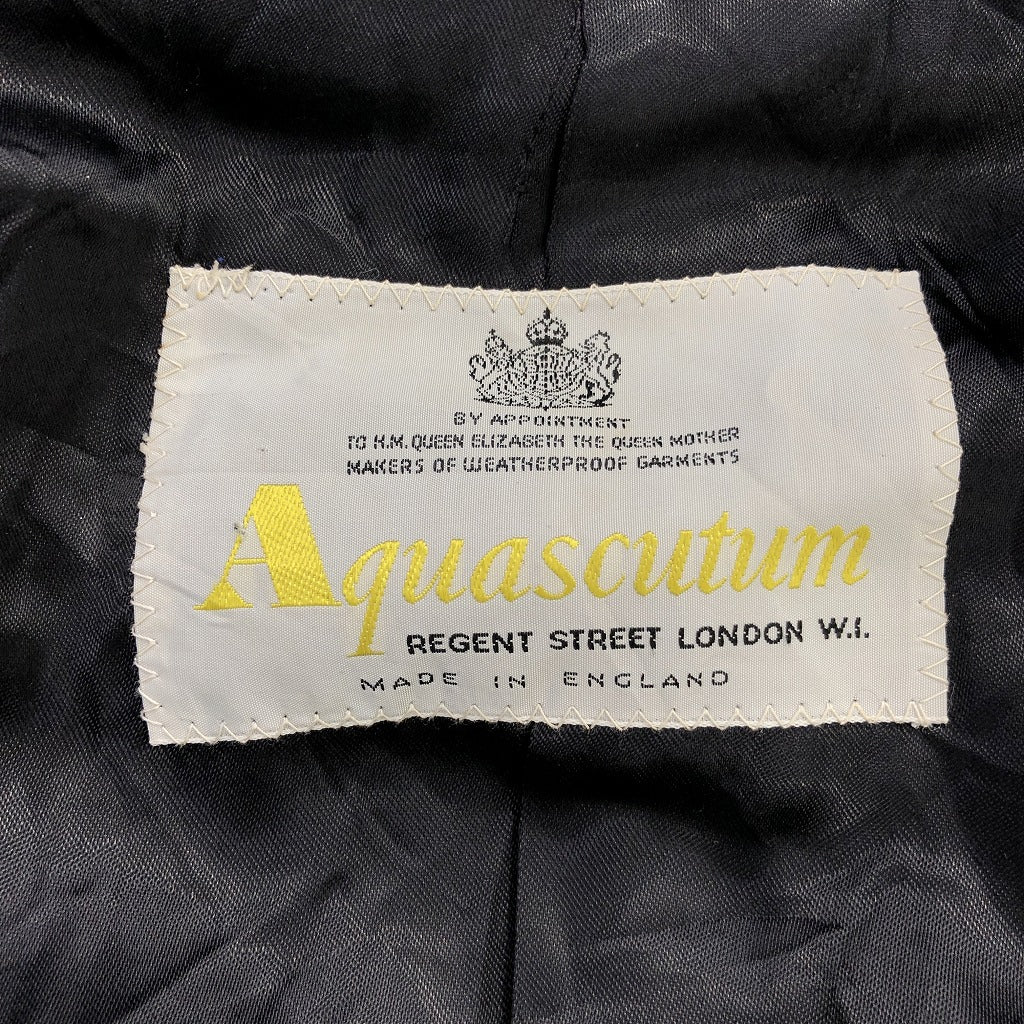 BY APPOINTMENT
TO H.M. QUEEN ELIZABETH THE QUEEN MOTHER
MAKERS OF WEATHERPROOF GARMENTS
Aquascutum
REGENT STREET LONDON W.I.
MADE IN ENGLAND